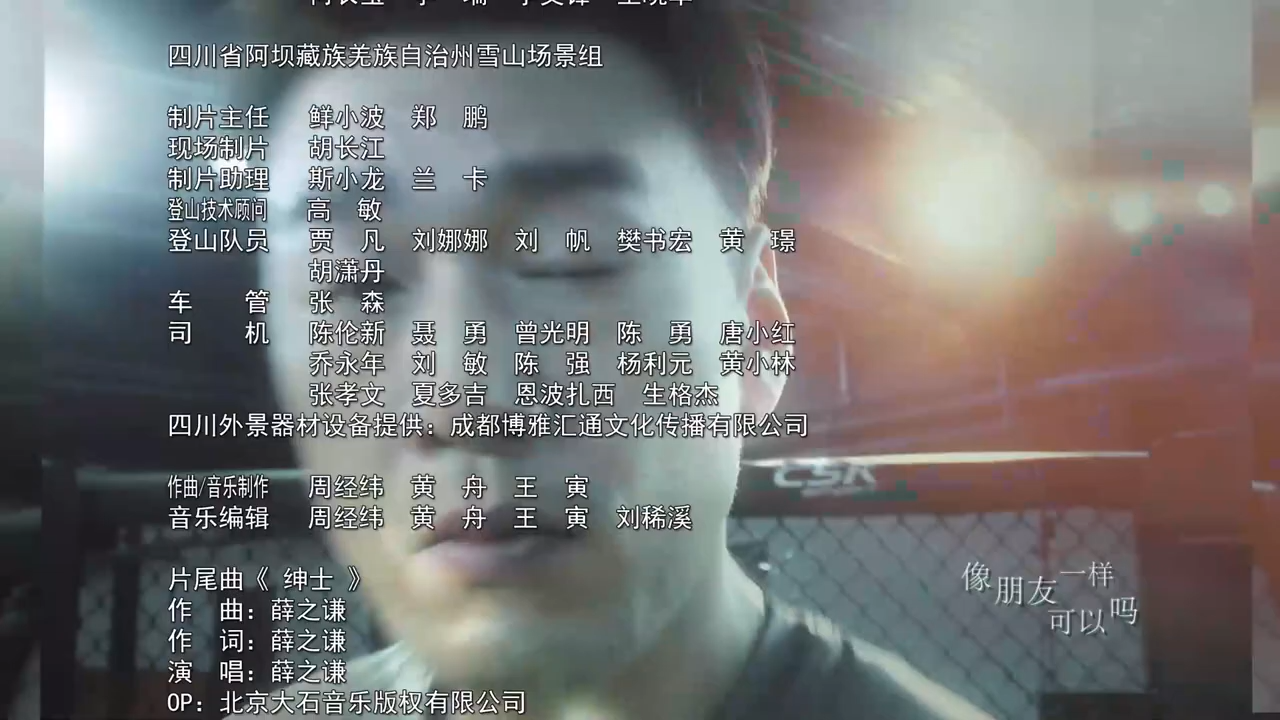 四川省阿坝藏族羌族自治州雪山场景组
制片主任 鲜小波 郑 鹏
现场制片 胡长江
制片助理 斯小龙 兰 卡
登山技术顾问 高 敏
登山队员 贾 凡 刘娜娜 刘 帆 樊书宏 黄 璟
胡潇丹
车 管 张 森
司 机 陈伦新 聂 勇 曾光明 陈 勇 唐小红
乔永年 刘 敏 陈 强 杨利元 黄小林
张孝文 夏多吉 恩波扎西 生格杰
四川外景器材设备提供：成都博雅汇通文化传播有限公司
作曲/音乐制作 周经纬 黄 舟 王 寅
音乐编辑 周经纬 黄 舟 王 寅 刘稀溪
片尾曲《 绅士 》
作 曲：薛之谦
作 词：薛之谦
演 唱：薛之谦
OP：北京大石音乐版权有限公司
CSK
像朋友一样
可以吗